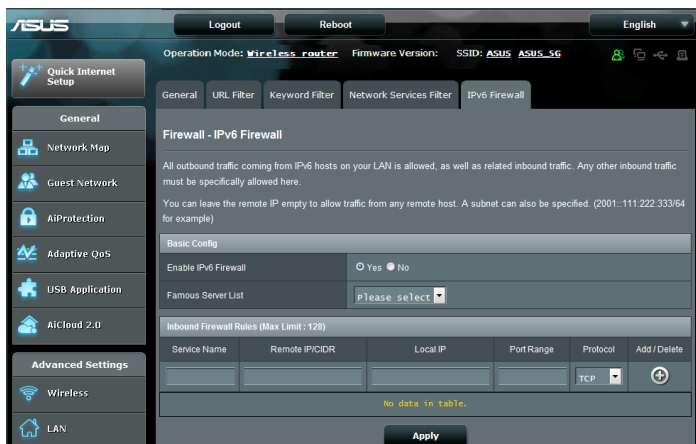 ASUS
Logout
Reboot
English
Operation Mode: Wireless router Firmware Version: SSID: ASUS ASUS_5G
Quick Internet
Setup
General
Network Map
Guest Network
AiProtection
Adaptive QoS
USB Application
AiCloud 2.0
Advanced Settings
Wireless
LAN
General
URL Filter
Keyword Filter
Network Services Filter
IPv6 Firewall
Firewall - IPv6 Firewall
All outbound traffic coming from IPv6 hosts on your LAN is allowed, as well as related inbound traffic. Any other inbound traffic
must be specifically allowed here.
You can leave the remote IP empty to allow traffic from any remote host. A subnet can also be specified. (2001::111:222:333/64
for example)
Basic Config
Enable IPv6 Firewall
Yes No
Famous Server List
Please select
Inbound Firewall Rules (Max Limit : 128)
Service Name
Remote IP/CIDR
Local IP
Port Range
Protocol
Add / Delete
TCP
No data in table.
Apply